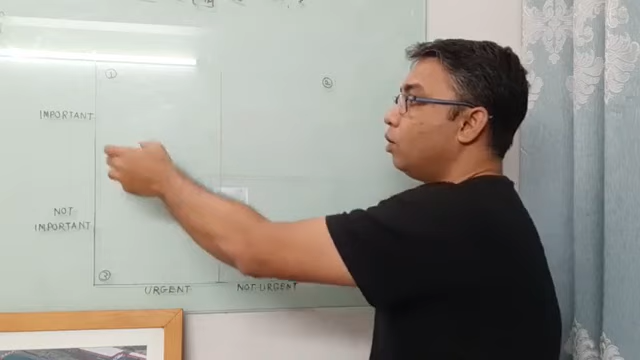 ①
②
IMPORTANT
NOT
IMPORTANT
③
URGENT
NOT-URGENT